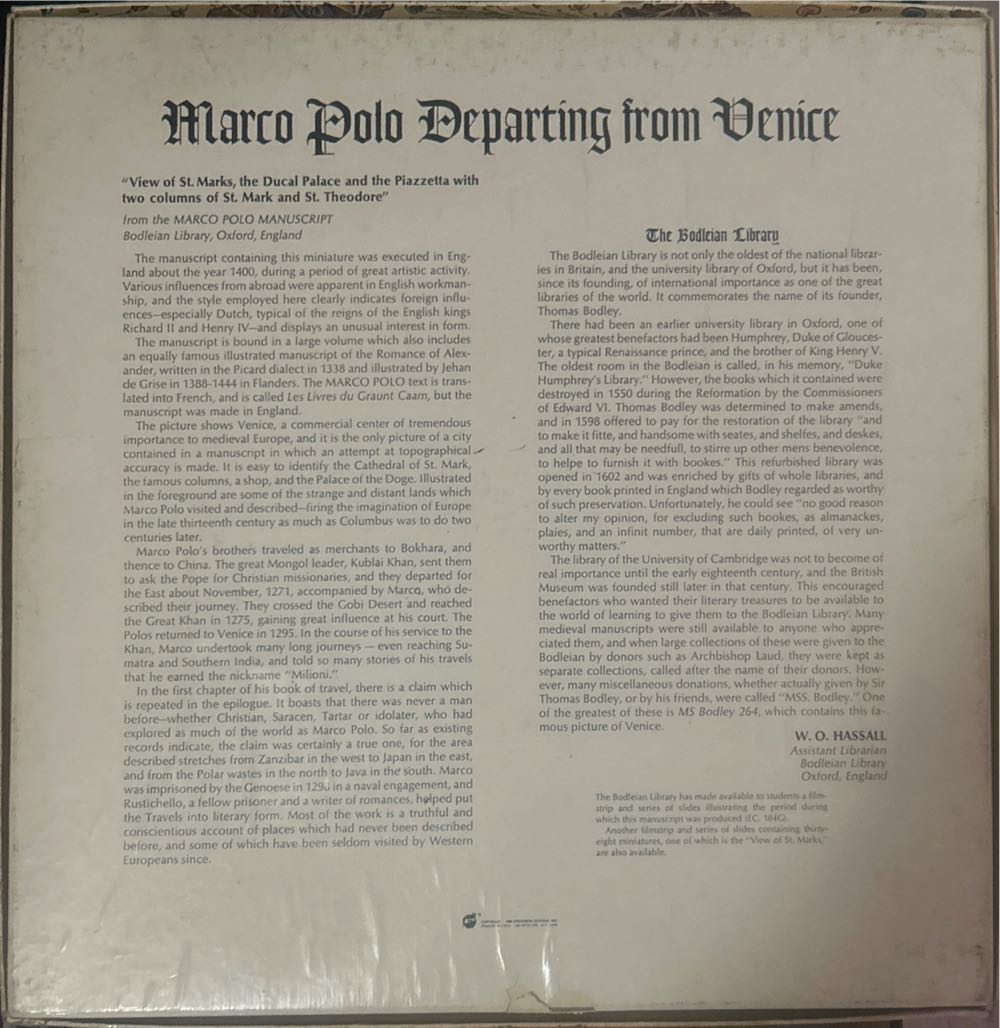 Marco Polo Departing from Venice
"View of St. Marks, the Ducal Palace and the Piazzetta with
two columns of St. Mark and St. Theodore"
from the MARCO POLO MANUSCRIPT
Bodleian Library, Oxford, England
The manuscript containing this miniature was executed in Eng-
land about the year 1400, during a period of great artistic activity.
Various influences from abroad were apparent in English workman-
ship, and the style employed here clearly indicates foreign influ-
ences—especially Dutch, typical of the reigns of the English kings
Richard II and Henry IV—and displays an unusual interest in form.
The manuscript is bound in a large volume which also includes
an equally famous illustrated manuscript of the Romance of Alex-
ander, written in the Picard dialect in 1338 and illustrated by Jehan
de Grise in 1388-1444 in Flanders. The MARCO POLO text is trans-
lated into French, and is called Les Livres du Graunt Caam, but the
manuscript was made in England.
The picture shows Venice, a commercial center of tremendous
importance to medieval Europe, and it is the only picture of a city
contained in a manuscript in which an attempt at topographical
accuracy is made. It is easy to identify the Cathedral of St. Mark,
the famous columns, a shop, and the Palace of the Doge. Illustrated
in the foreground are some of the strange and distant lands which
Marco Polo visited and described—firing the imagination of Europe
in the late thirteenth century as much as Columbus was to do two
centuries later.
Marco Polo's brothers traveled as merchants to Bokhara, and
thence to China. The great Mongol leader, Kublai Khan, sent them
to ask the Pope for Christian missionaries, and they departed for
the East about November, 1271, accompanied by Marco, who de-
scribed their journey. They crossed the Gobi Desert and reached
the Great Khan in 1275, gaining great influence at his court. The
Polos returned to Venice in 1295. In the course of his service to the
Khan, Marco undertook many long journeys — even reaching Su-
matra and Southern India, and told so many stories of his travels
that he earned the nickname "Milioni."
In the first chapter of his book of travel, there is a claim which
is repeated in the epilogue. It boasts that there was never a man
before—whether Christian, Saracen, Tartar or idolater, who had
explored as much of the world as Marco Polo. So far as existing
records indicate, the claim was certainly a true one, for the area
described stretches from Zanzibar in the west to Japan in the east,
and from the Polar wastes in the north to Java in the south. Marco
was imprisoned by the Genoese in a naval engagement, and
Rustichello, a fellow prisoner and a writer of romances, helped put
the Travels into literary form. Most of the work is a truthful and
conscientious account of places which had never been described
before, and some of which have been seldom visited by Western
Europeans since.
The Bodleian Library
The Bodleian Library is not only the oldest of the national librar-
ies in Britain, and the university library of Oxford, but it has been,
since its founding, of international importance as one of the great
libraries of the world. It commemorates the name of its founder,
Thomas Bodley.
There had been an earlier university library in Oxford, one of
whose greatest benefactors had been Humphrey, Duke of Glouces-
ter, a typical Renaissance prince, and the brother of King Henry V.
The oldest room in the Bodleian is called, in his memory, "Duke
Humphrey's Library." However, the books which it contained were
destroyed in 1550 during the Reformation by the Commissioners
of Edward VI. Thomas Bodley was determined to make amends,
and in 1598 offered to pay for the restoration of the library "and
to make it fitte, and handsome with seates, and shelfes, and deskes,
and all that may be needfull, to stirre up other mens benevolence,
to helpe to furnish it with bookes." This refurbished library was
opened in 1602 and was enriched by gifts of whole libraries, and
by every book printed in England which Bodley regarded as worthy
of such preservation. Unfortunately, he could see "no good reason
to alter my opinion, for excluding such bookes, as almanackes,
plaies, and an infinit number, that are daily printed, of very un-
worthy matters."
The library of the University of Cambridge was not to become of
real importance until the early eighteenth century, and the British
Museum was founded still later in that century. This encouraged
benefactors who wanted their literary treasures to be available to
the world of learning to give them to the Bodleian Library. Many
medieval manuscripts were still available to anyone who appre-
ciated them, and when large collections of these were given to the
Bodleian by donors such as Archbishop Laud, they were kept as
separate collections, called after the name of their donors. How-
ever, many miscellaneous donations, whether actually given by Sir
Thomas Bodley, or by his friends, were called "MSS. Bodley." One
of the greatest of these is MS Bodley 264, which contains this fa-
mous picture of Venice.
W. O. HASSALL
Assistant Librarian
Bodleian Library
Oxford, England
The Bodleian Library has made available to students a film-
strip and series of slides illustrating the period during
which this manuscript was produced (EC. 184G).
Another filmstrip and series of slides containing thirty-
eight miniatures, one of which is the "View of St. Marks,"
are also available.